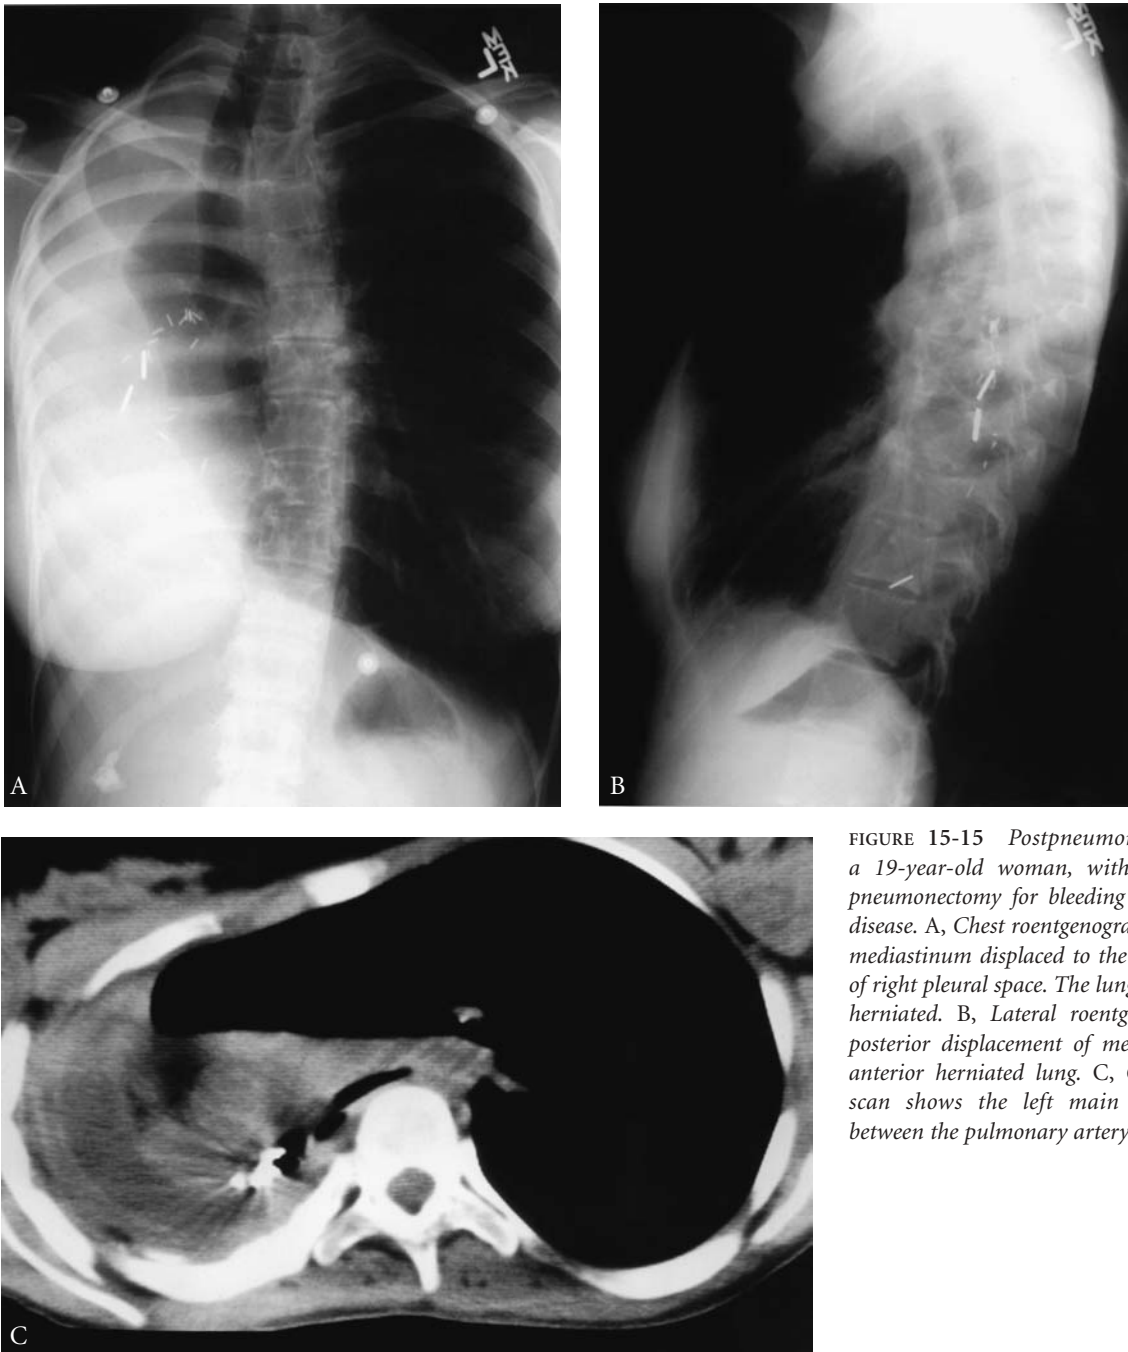 A
B
C
FIGURE 15-15 Postpneumon
a 19-year-old woman, with
pneumonectomy for bleeding
disease. A, Chest roentgenogra
mediastinum displaced to the
of right pleural space. The lung
herniated. B, Lateral roentg
posterior displacement of me
anterior herniated lung. C, C
scan shows the left main
between the pulmonary artery